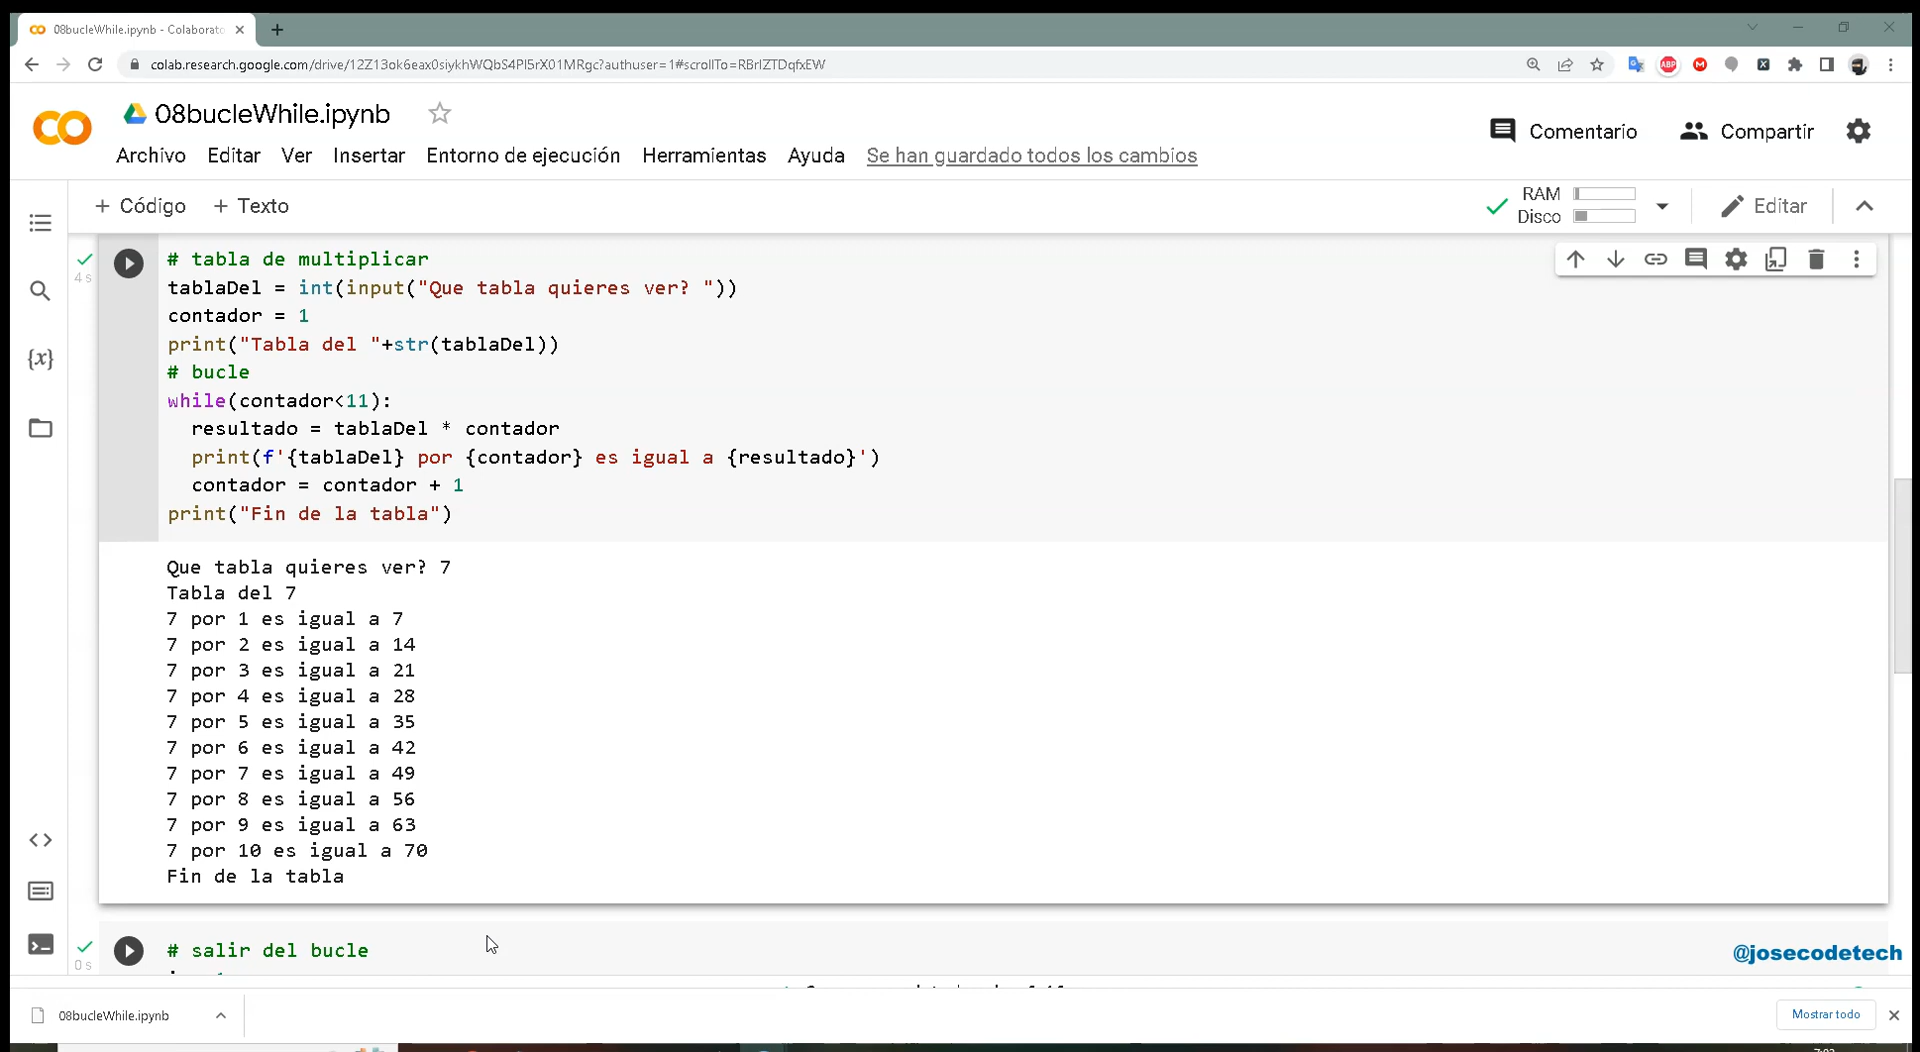 08bucleWhile.ipynb - Colaborato
colab.research.google.com/drive/12Z13ok6eax0siykhWQbS4Pl5rX01MRgc?authuser=1#scrollTo=RBrIZTDqfxEW
ABP
08bucleWhile.ipynb
Comentario
Compartir
Archivo Editar Ver Insertar Entorno de ejecución Herramientas Ayuda Se han guardado todos los cambios
+ Código + Texto
RAM
Disco
Editar
4 s
# tabla de multiplicar
tablaDel = int(input("Que tabla quieres ver? "))
contador = 1
print("Tabla del "+str(tablaDel))
# bucle
while(contador<11):
resultado = tablaDel * contador
print(f'{tablaDel} por {contador} es igual a {resultado}')
contador = contador + 1
print("Fin de la tabla")
{x}
Que tabla quieres ver? 7
Tabla del 7
7 por 1 es igual a 7
7 por 2 es igual a 14
7 por 3 es igual a 21
7 por 4 es igual a 28
7 por 5 es igual a 35
7 por 6 es igual a 42
7 por 7 es igual a 49
7 por 8 es igual a 56
7 por 9 es igual a 63
7 por 10 es igual a 70
Fin de la tabla
0 s
# salir del bucle
@josecodetech
08bucleWhile.ipynb
Mostrar todo